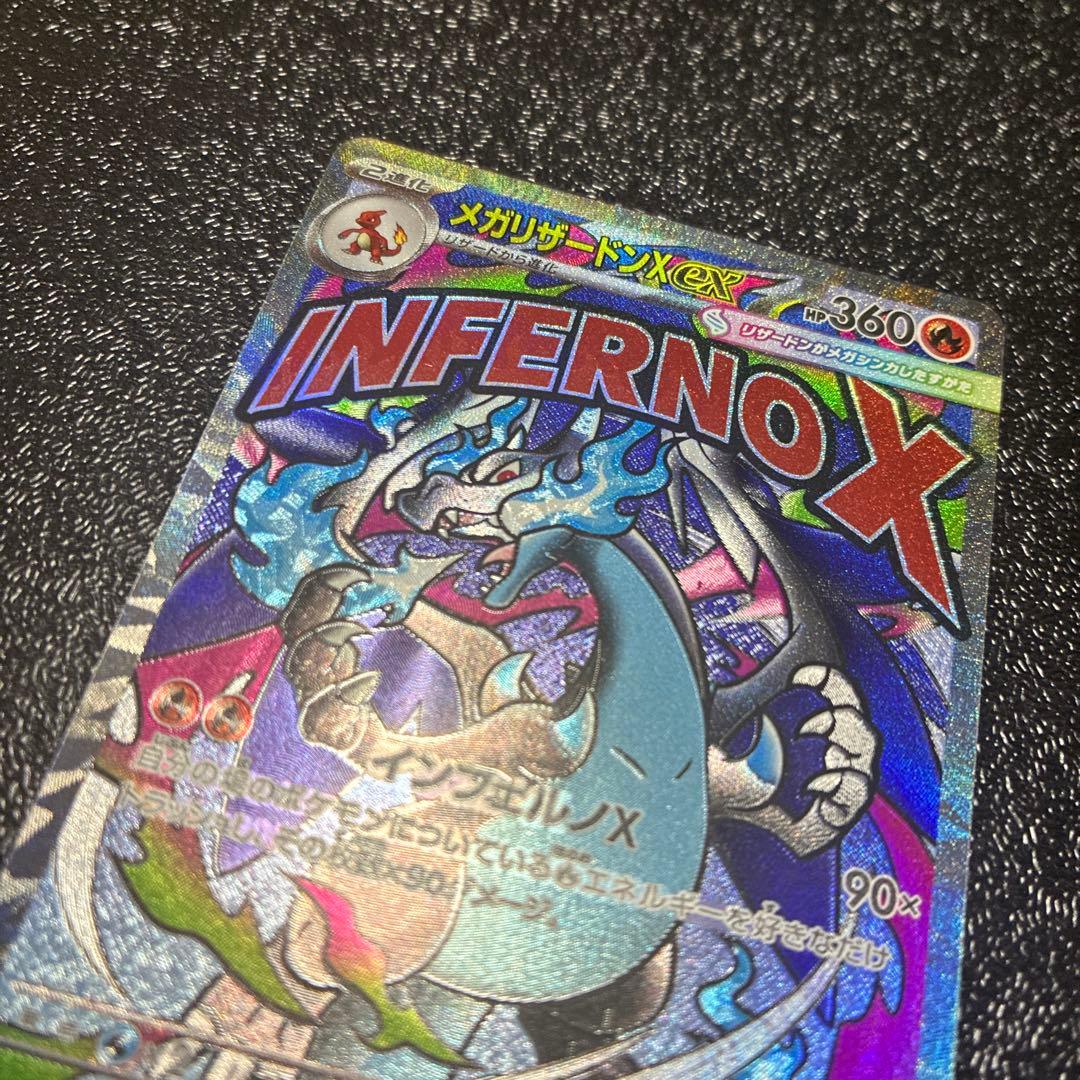 2進化
メガリザードンXex
HP360
リザードから進化
リザードンがメガシンカしたすがた
INFERNO X
インフェルノX
90×
自分の場のポケモンについている エネルギーを好きなだけ
トラッシュし、その枚数×90ダメージ。